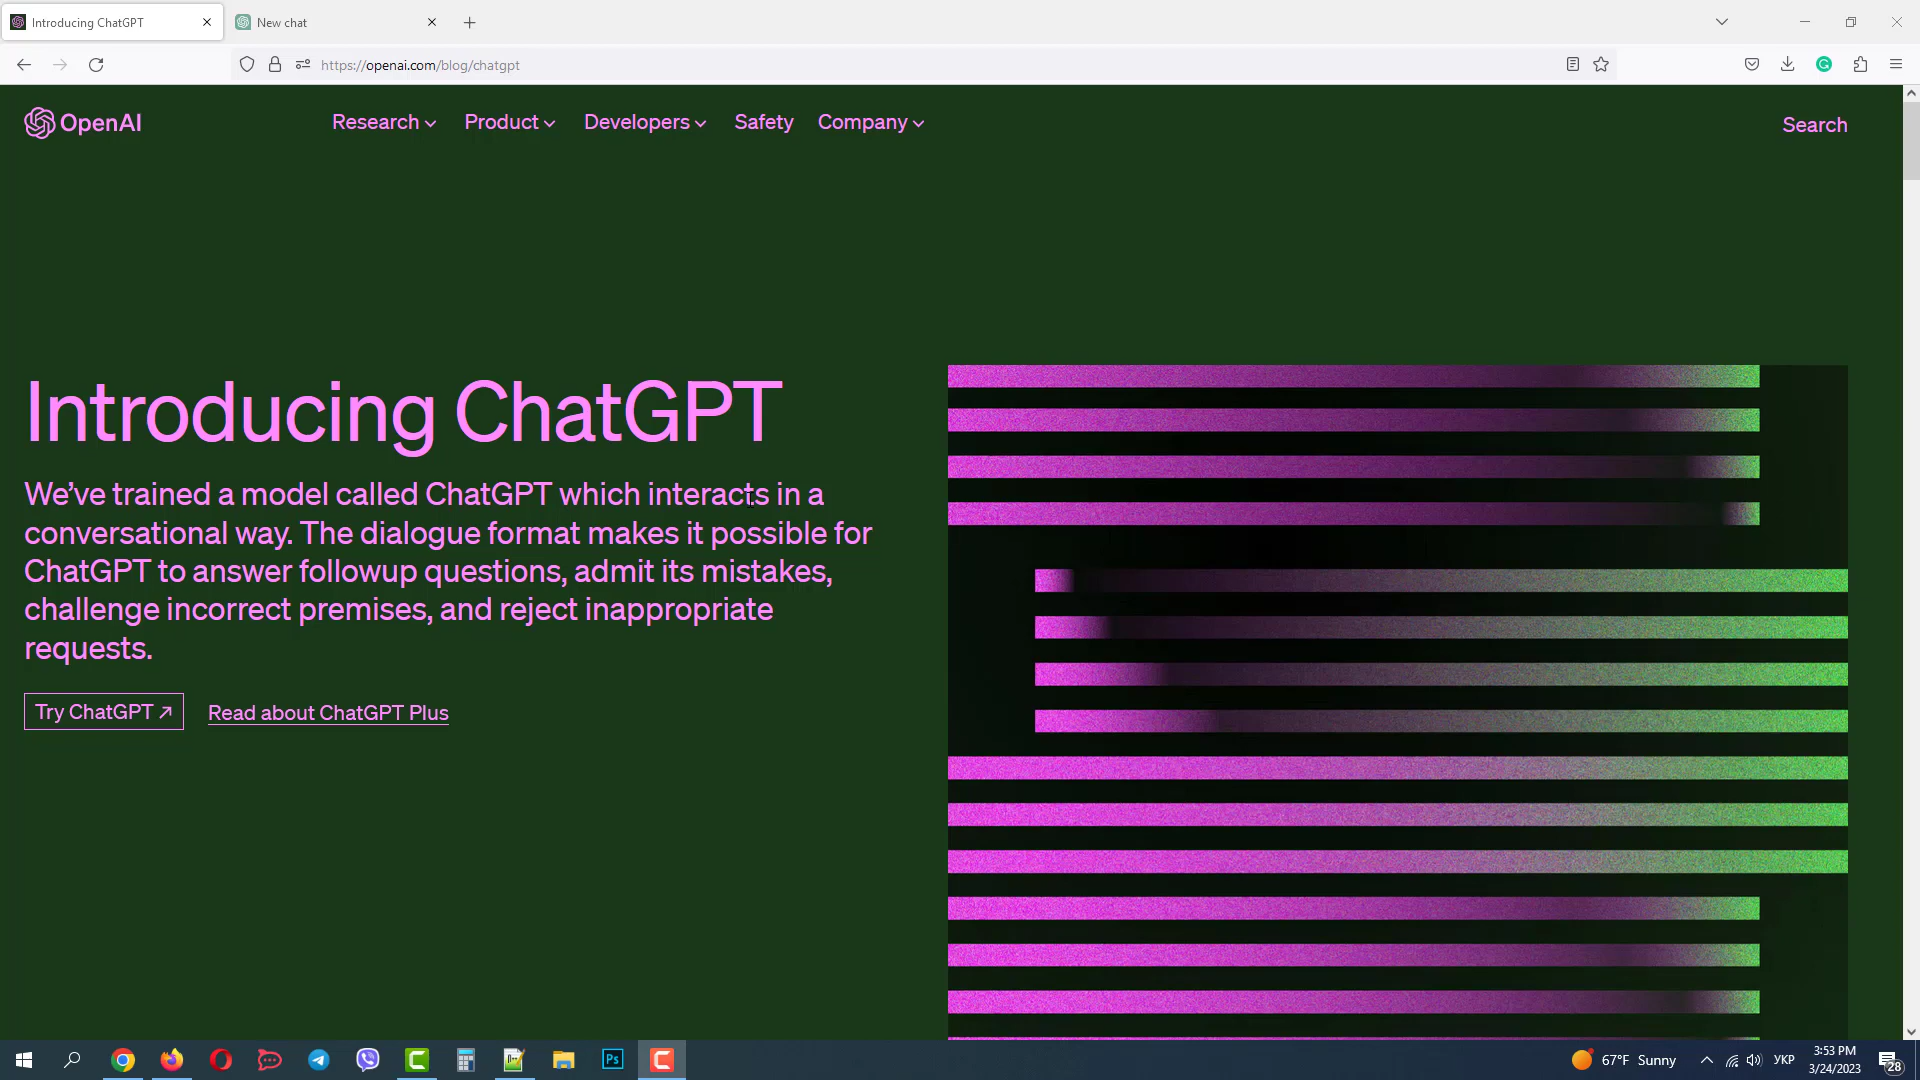 Introducing ChatGPT
New chat
https://openai.com/blog/chatgpt
OpenAI
Research
Product
Developers
Safety
Company
Search
Introducing ChatGPT
We've trained a model called ChatGPT which interacts in a
conversational way. The dialogue format makes it possible for
ChatGPT to answer followup questions, admit its mistakes,
challenge incorrect premises, and reject inappropriate
requests.
Try ChatGPT
Read about ChatGPT Plus
Ps
67°F Sunny
УКР
3:53 PM
3/24/2023
28